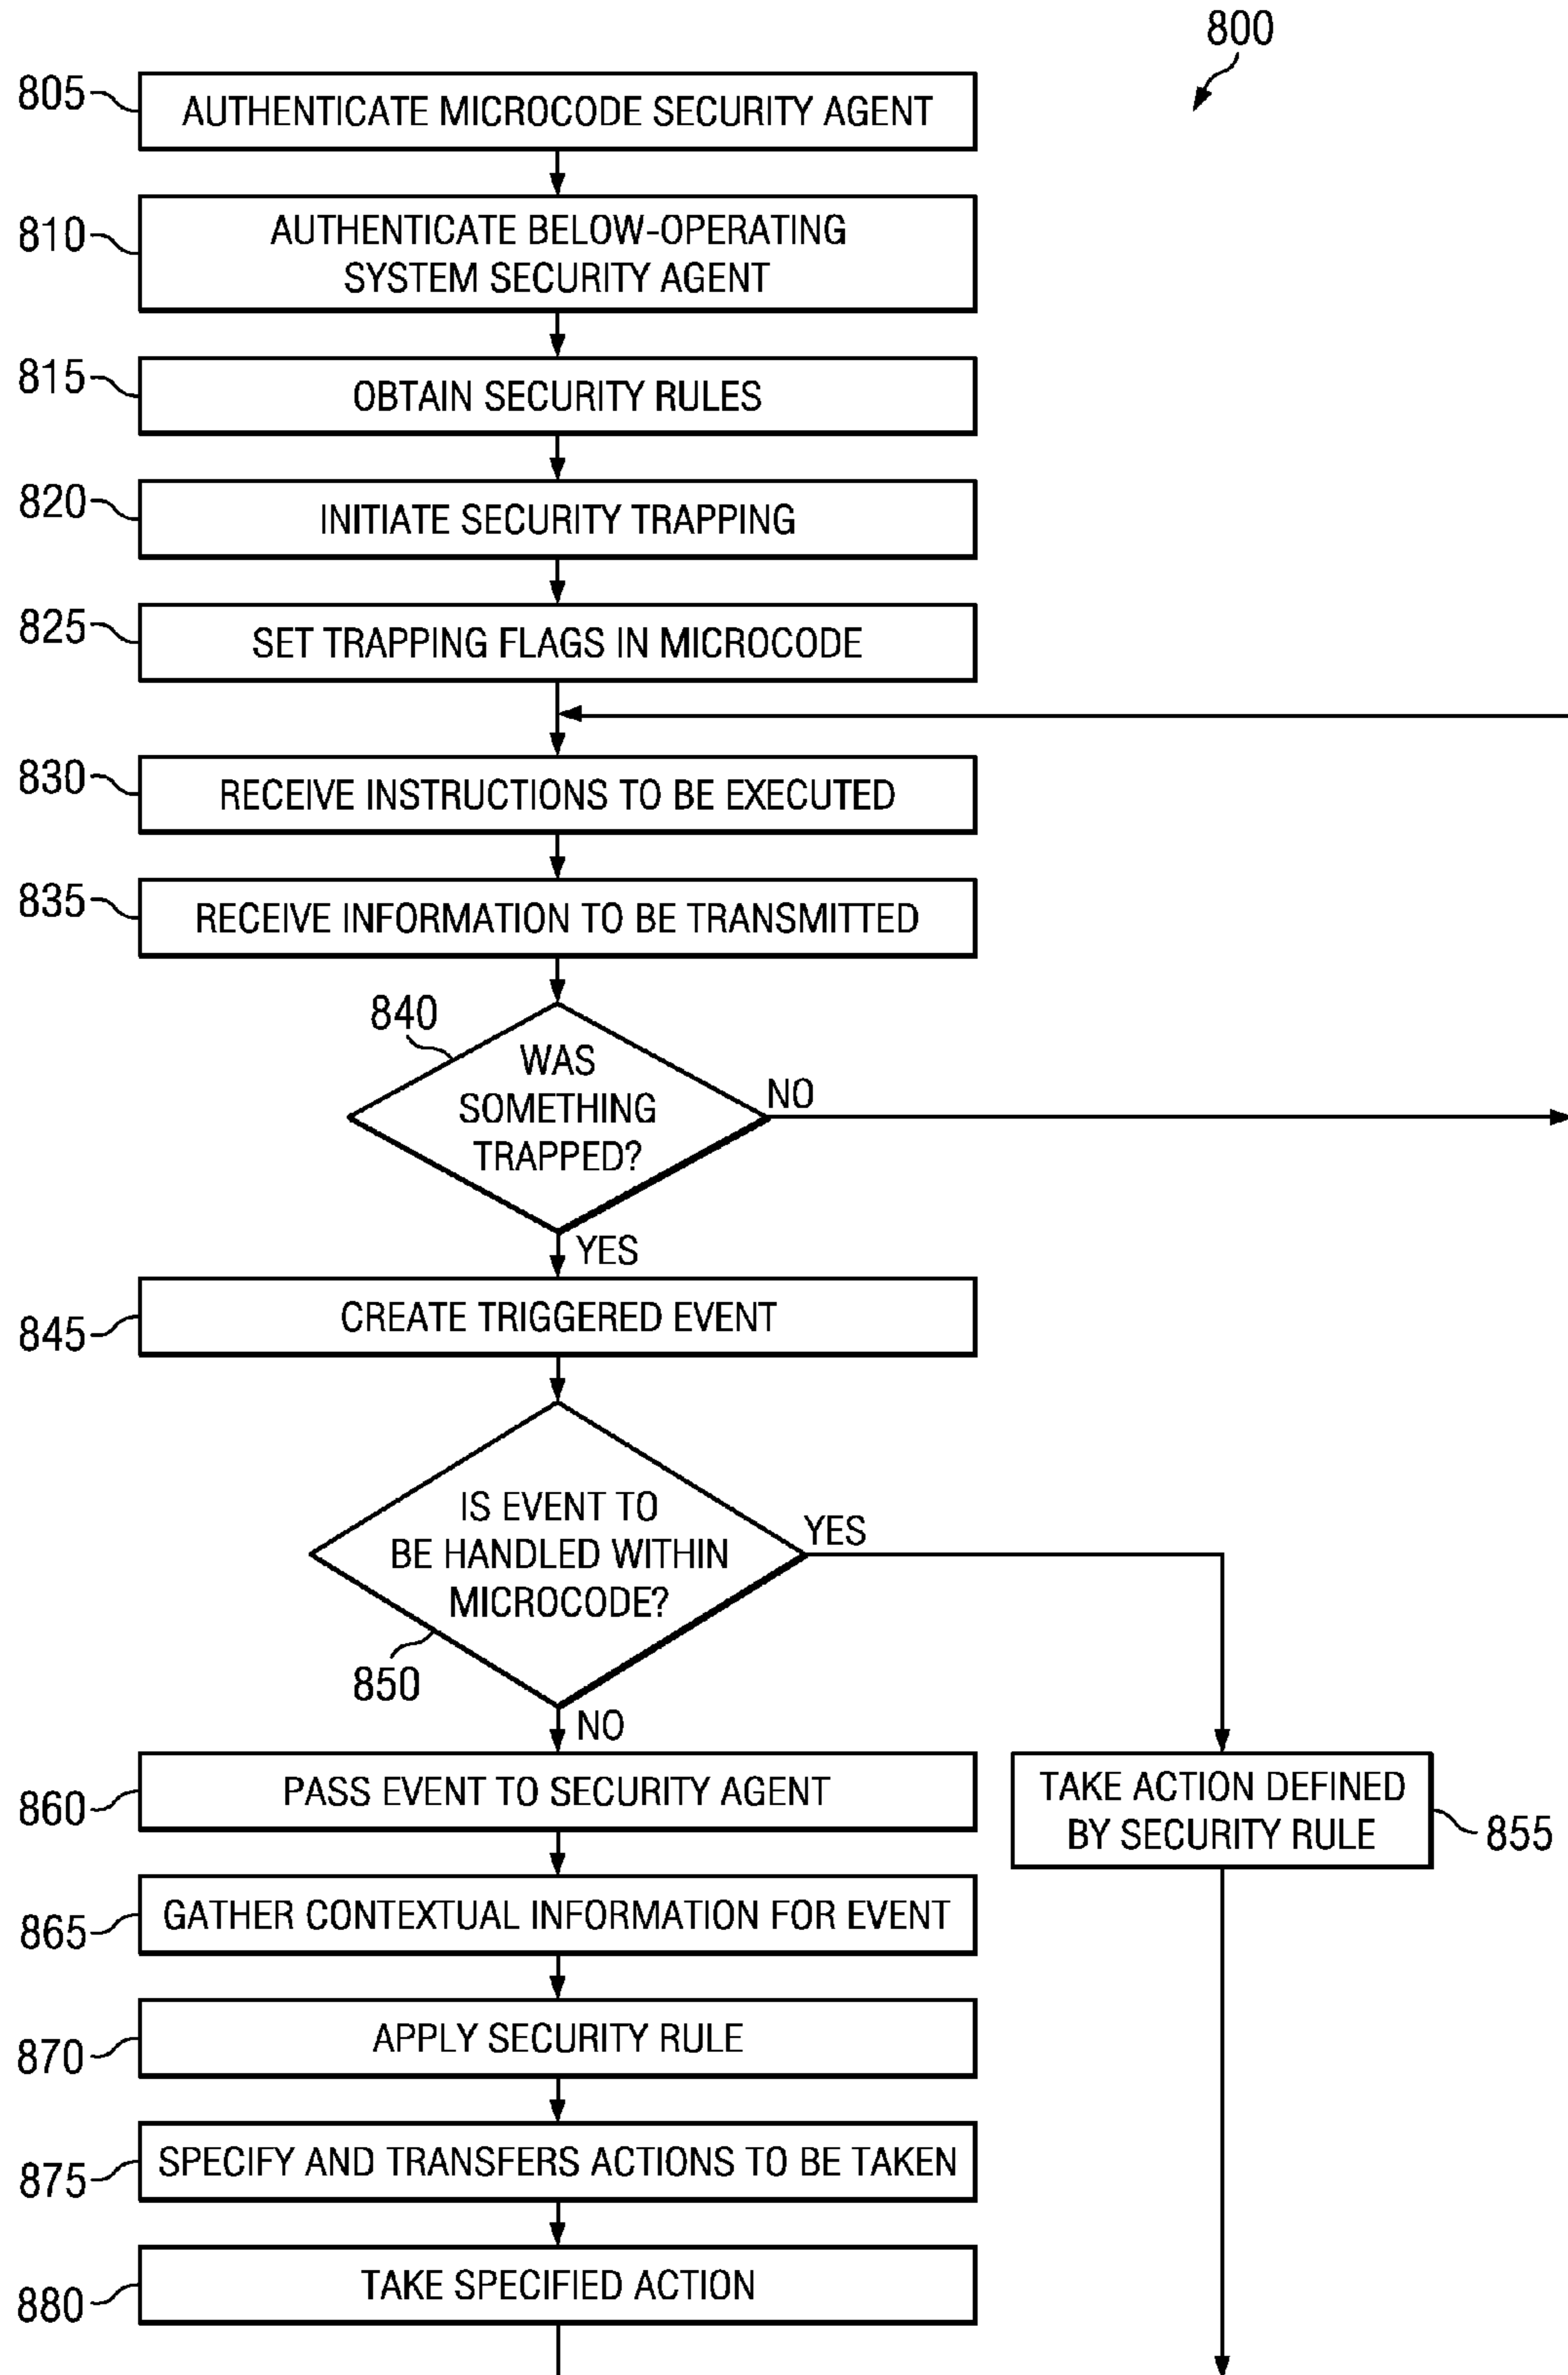 800
805
AUTHENTICATE MICROCODE SECURITY AGENT
810
AUTHENTICATE BELOW-OPERATING
SYSTEM SECURITY AGENT
815
OBTAIN SECURITY RULES
820
INITIATE SECURITY TRAPPING
825
SET TRAPPING FLAGS IN MICROCODE
830
RECEIVE INSTRUCTIONS TO BE EXECUTED
835
RECEIVE INFORMATION TO BE TRANSMITTED
840
WAS
SOMETHING
TRAPPED?
NO
YES
845
CREATE TRIGGERED EVENT
IS EVENT TO
BE HANDLED WITHIN
MICROCODE?
YES
850
NO
860
PASS EVENT TO SECURITY AGENT
TAKE ACTION DEFINED
BY SECURITY RULE
855
865
GATHER CONTEXTUAL INFORMATION FOR EVENT
870
APPLY SECURITY RULE
875
SPECIFY AND TRANSFERS ACTIONS TO BE TAKEN
880
TAKE SPECIFIED ACTION